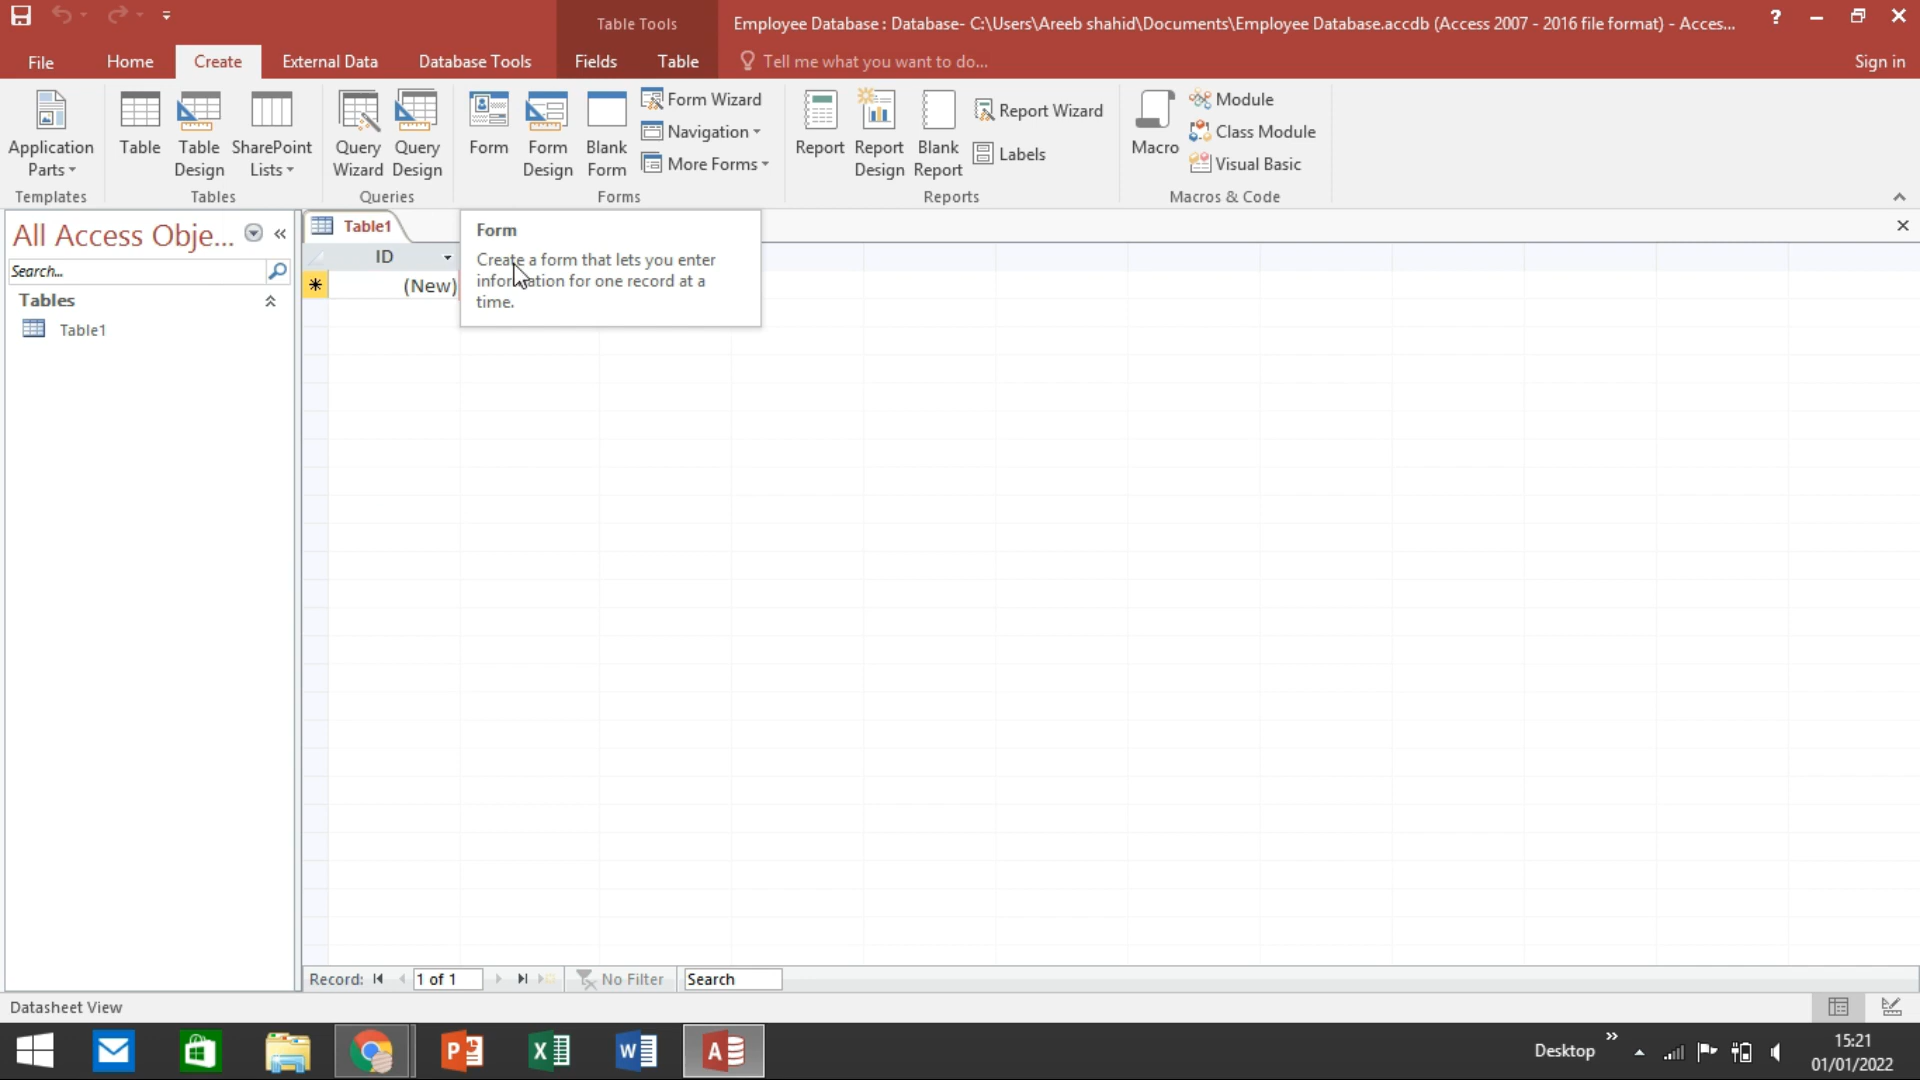 Table Tools
Employee Database : Database- C:\Users\Areeb shahid\Documents\Employee Database.accdb (Access 2007 - 2016 file format) - Acces...
?
File
Home
Create
External Data
Database Tools
Fields
Table
Tell me what you want to do...
Sign in
Application Parts
Table
Table Design
SharePoint Lists
Query Wizard
Query Design
Form
Form Design
Blank Form
Form Wizard
Navigation
More Forms
Report
Report Design
Blank Report
Report Wizard
Labels
Macro
Module
Class Module
Visual Basic
Templates
Tables
Queries
Forms
Reports
Macros & Code
All Access Obje...
Search...
Tables
Table1
Table1
ID
(New)
Form
Create a form that lets you enter
information for one record at a
time.
Record:
1 of 1
No Filter
Search
Datasheet View
Desktop
15:21
01/01/2022